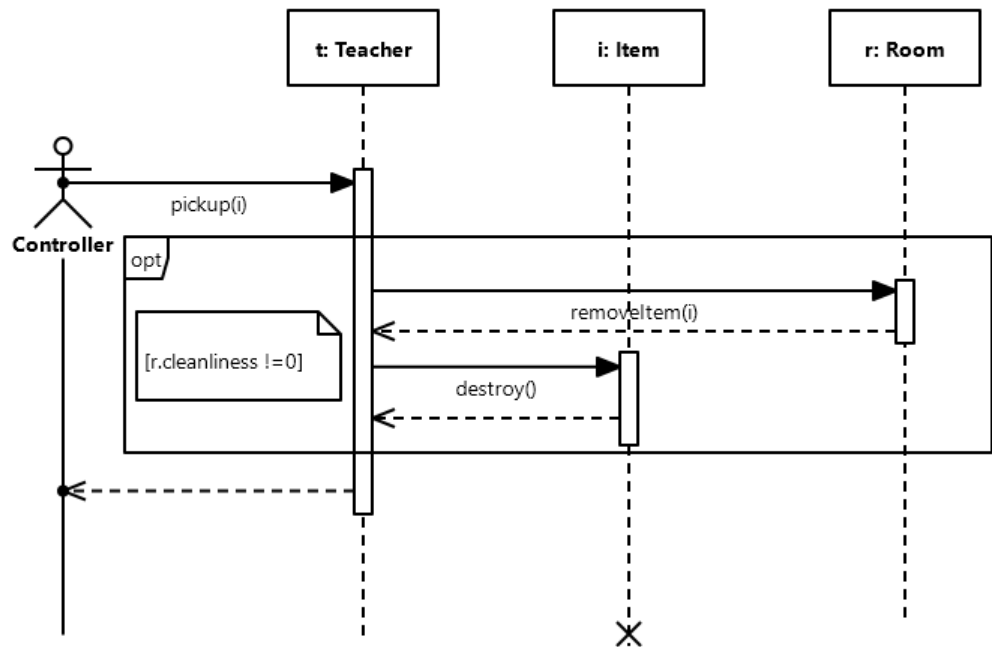 t: Teacher
i: Item
r: Room
pickup(i)
Controller
opt
removeItem(i)
[r.cleanliness !=0]
destroy()